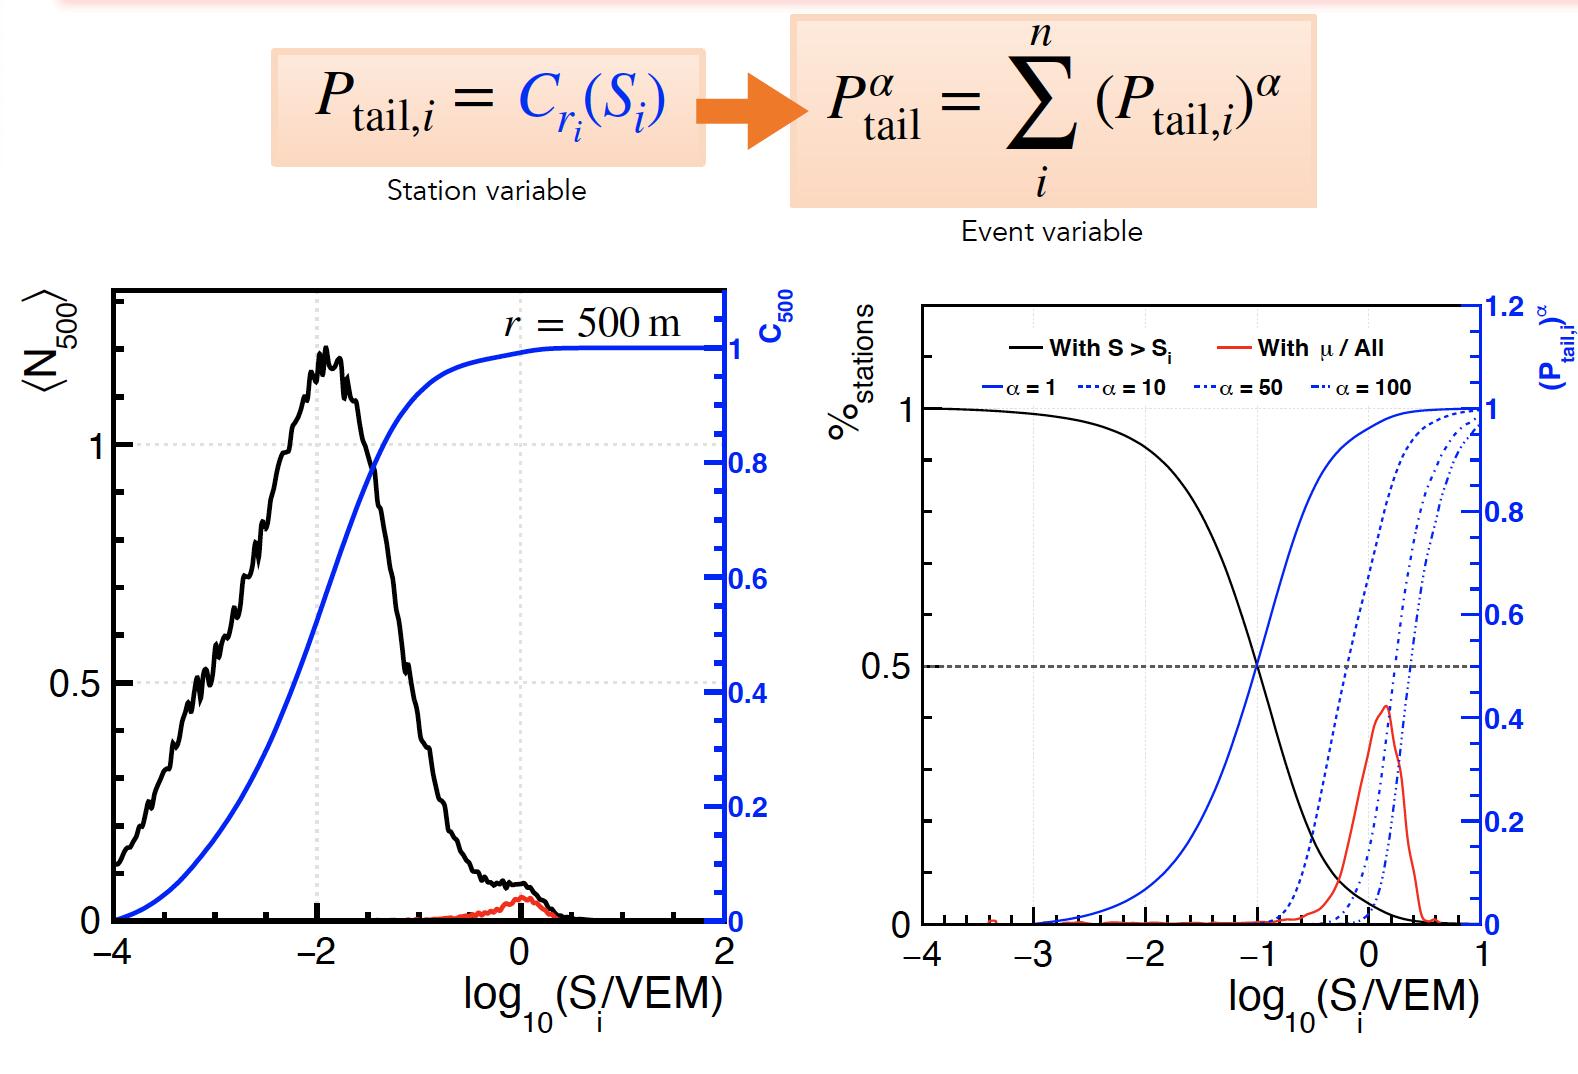 P_tail,i = C_r_i(S_i)
P^α_tail = ∑_i^n (P_tail,i)^α
Station variable
Event variable
⟨N_500⟩
r = 500 m
C_500
1
0.5
0
1
0.8
0.6
0.4
0.2
0
−4
−2
0
2
log_10(S_i/VEM)
%_stations
With S > S_i
With μ / All
α = 1
α = 10
α = 50
α = 100
(P_tail,i)^α
1
0.5
0
1.2
1
0.8
0.6
0.4
0.2
0
−4
−3
−2
−1
0
1
log_10(S_i/VEM)